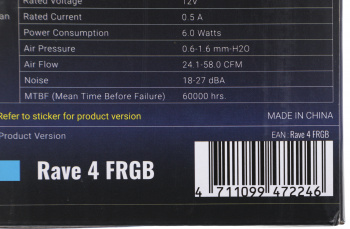 Rated Voltage 12V
an Rated Current 0.5 A
Power Consumption 6.0 Watts
Air Pressure 0.6-1.6 mm-H2O
Air Flow 24.1-58.0 CFM
Noise 18-27 dBA
MTBF (Mean Time Before Failure) 60000 hrs.
Refer to sticker for product version MADE IN CHINA
Product Version EAN: Rave 4 FRGB
Rave 4 FRGB
4 711099 472246